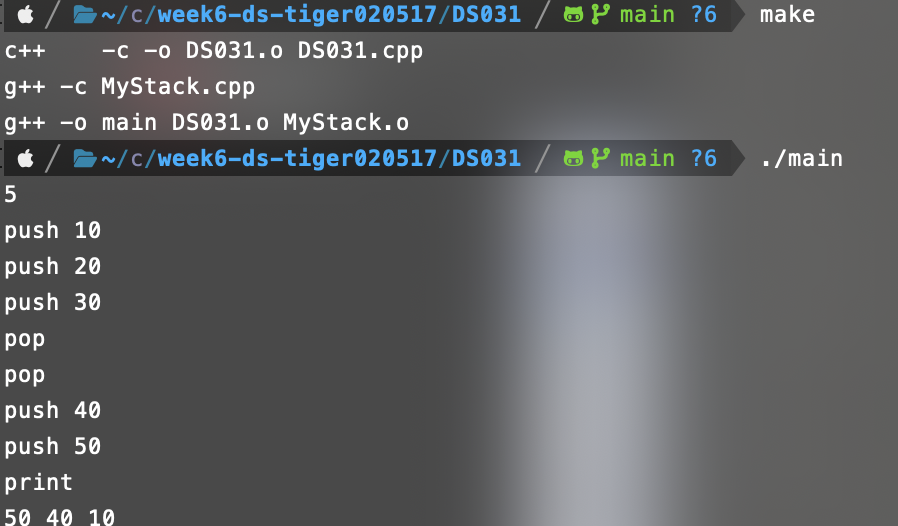 ~/c/week6-ds-tiger020517/DS031 / main ?6 make
c++    -c -o DS031.o DS031.cpp
g++ -c MyStack.cpp
g++ -o main DS031.o MyStack.o
~/c/week6-ds-tiger020517/DS031 / main ?6 ./main
5
push 10
push 20
push 30
pop
pop
push 40
push 50
print
50 40 10